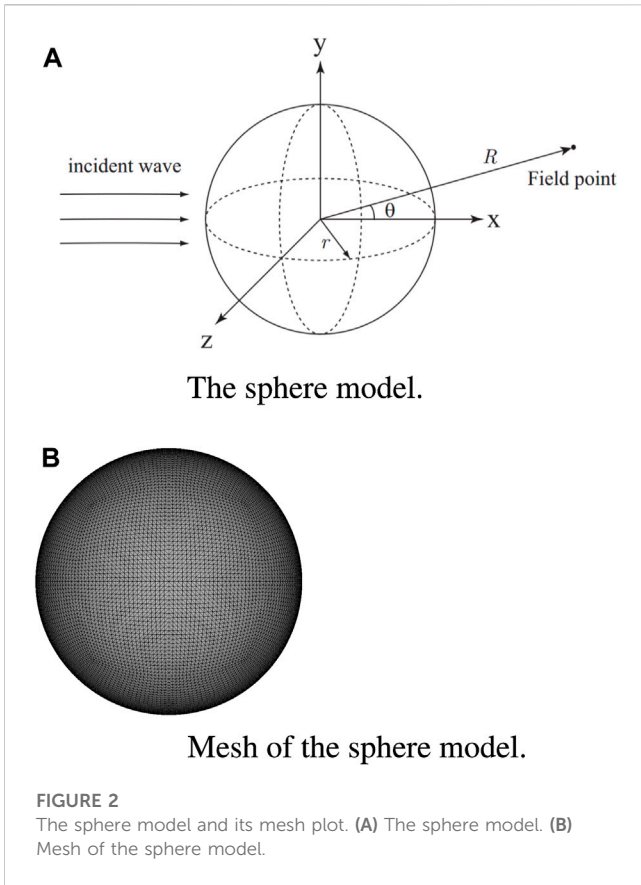 A
y
incident wave
R
Field point
θ
x
r
z
The sphere model.
B
Mesh of the sphere model.
FIGURE 2
The sphere model and its mesh plot. (A) The sphere model. (B)
Mesh of the sphere model.